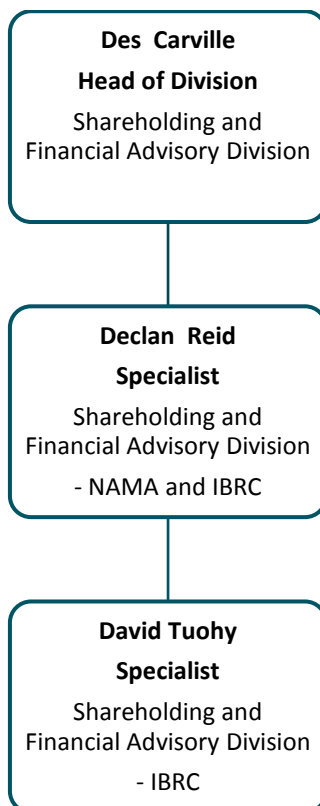 Des Carville
Head of Division
Shareholding and
Financial Advisory Division
Declan Reid
Specialist
Shareholding and
Financial Advisory Division
- NAMA and IBRC
David Tuohy
Specialist
Shareholding and
Financial Advisory Division
- IBRC